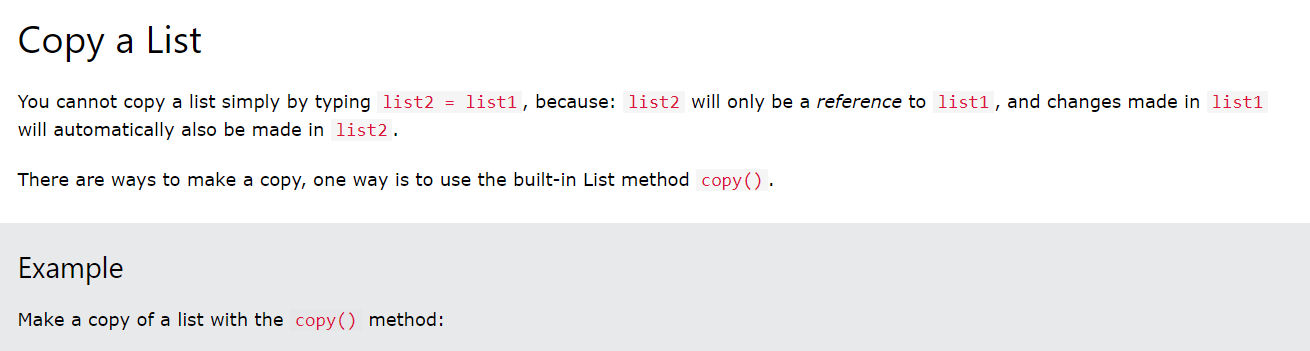 Copy a List
You cannot copy a list simply by typing list2 = list1, because: list2 will only be a reference to list1, and changes made in list1
will automatically also be made in list2.
There are ways to make a copy, one way is to use the built-in List method copy().
Example
Make a copy of a list with the copy() method: